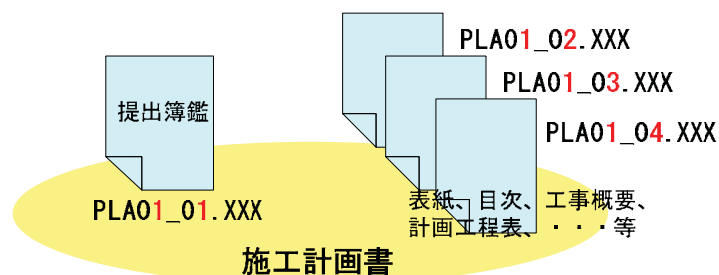 PLA01_02.XXX
PLA01_03.XXX
PLA01_04.XXX
提出簿鑑
PLA01_01.XXX
表紙、目次、工事概要、
計画工程表、・・・等
施工計画書